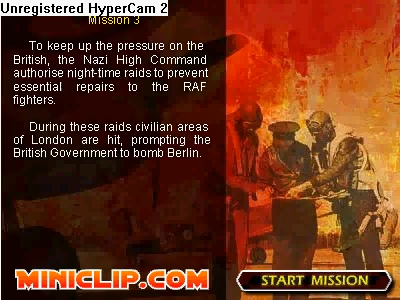 Unregistered HyperCam 2
Mission 3
To keep up the pressure on the
British, the Nazi High Command
authorise night-time raids to prevent
essential repairs to the RAF
fighters.
During these raids civilian areas
of London are hit, prompting the
British Government to bomb Berlin.
MINICLIP.COM
START MISSION